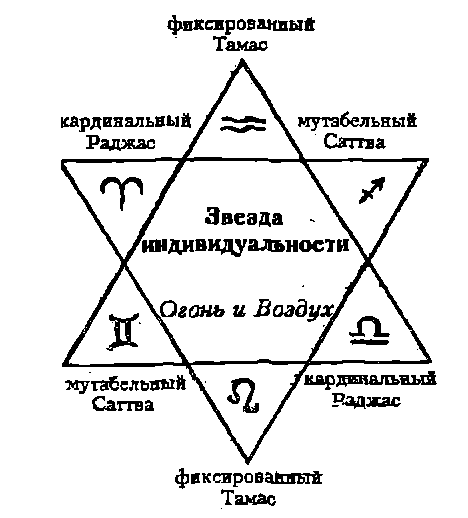 фиксированный
Тамас
кардинальный
Раджас
мутабельный
Саттва
♒
♈
♐
Звезда
индивидуальности
Огонь и Воздух
♊
♎
♌
мутабельный
Саттва
кардинальный
Раджас
фиксированный
Тамас